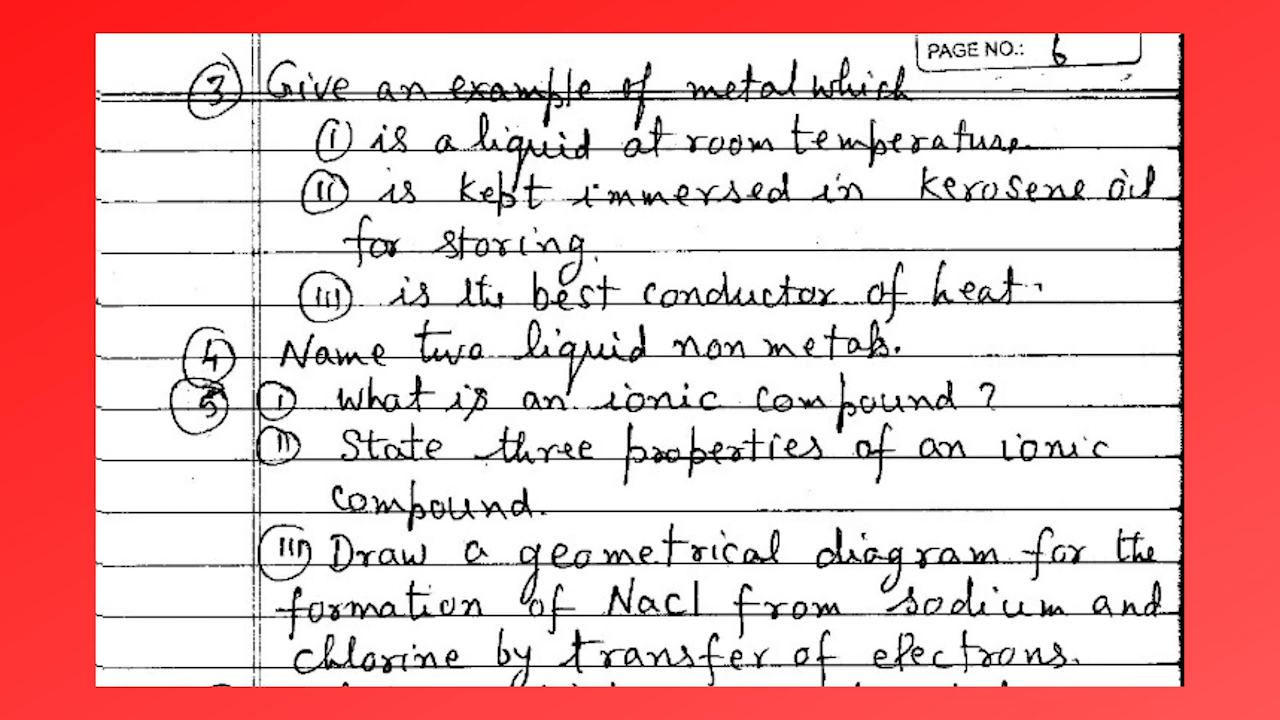 PAGE NO.: 6
3 Give an example of metal which
(i) is a liquid at room temperature
(ii) is kept immersed in kerosene oil
for storing.
(iii) is the best conductor of heat.
4 Name two liquid non metals.
5 (i) What is an ionic compound?
(ii) State three properties of an ionic
compound.
(iii) Draw a geometrical diagram for the
formation of Nacl from sodium and
chlorine by transfer of electrons.